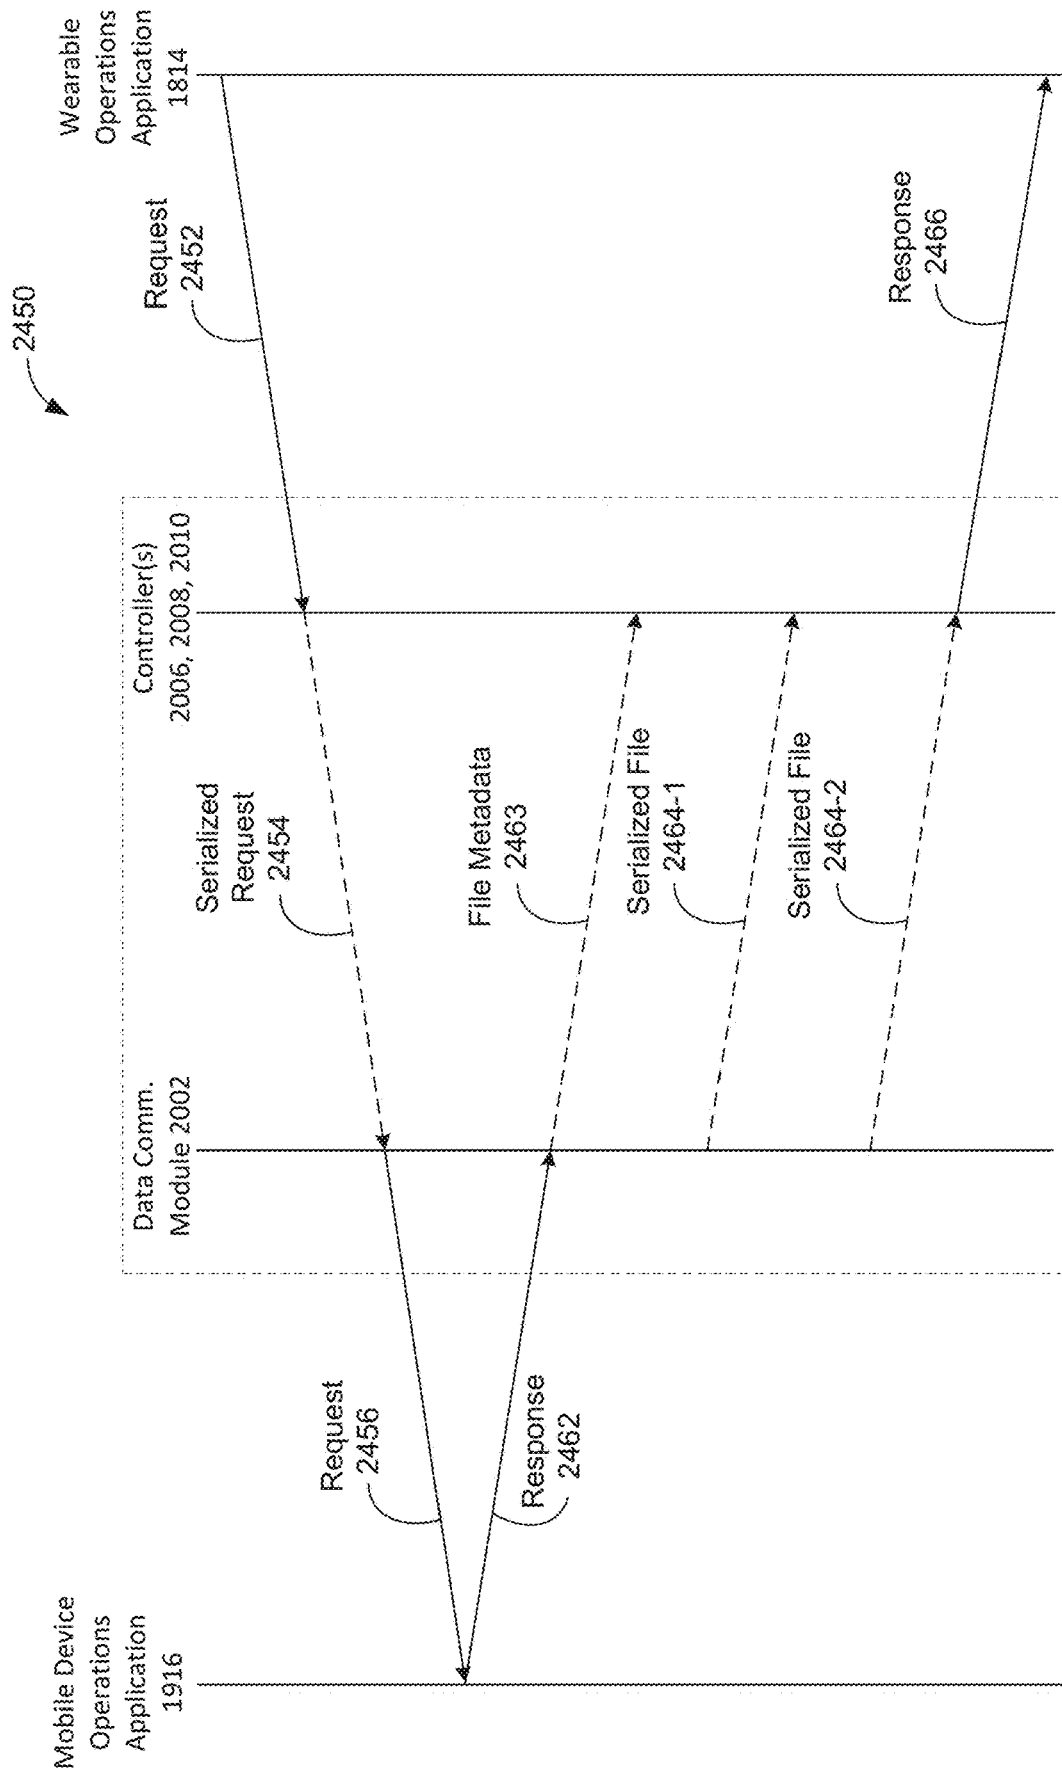 2450
Mobile Device
Operations
Application
1916
Data Comm.
Module 2002
Controller(s)
2006, 2008, 2010
Wearable
Operations
Application
1814
Request
2452
Serialized
Request
2454
Request
2456
Response
2462
File Metadata
2463
Serialized File
2464-1
Serialized File
2464-2
Response
2466